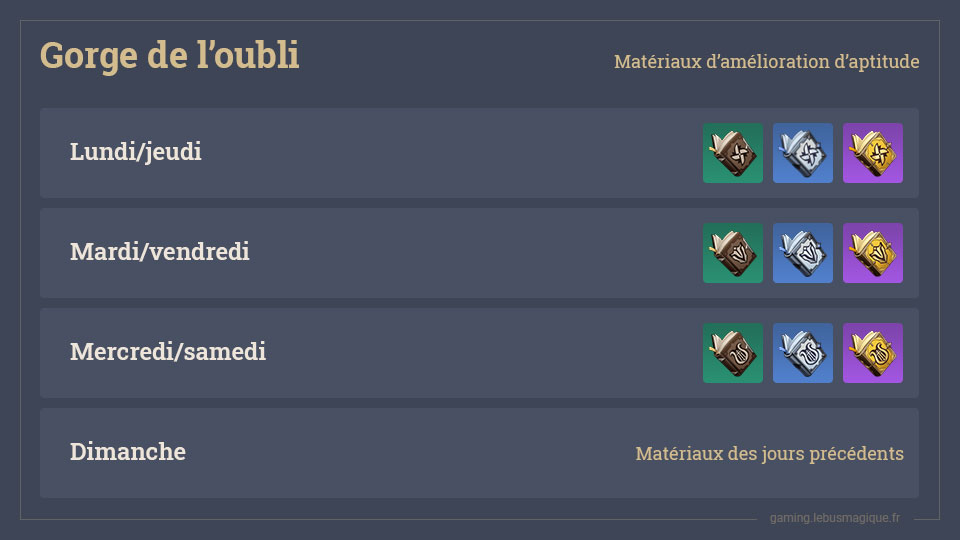 Gorge de l’oubli
Matériaux d’amélioration d’aptitude
Lundi/jeudi
Mardi/vendredi
Mercredi/samedi
Dimanche
Matériaux des jours précédents
gaming.lebusmagique.fr